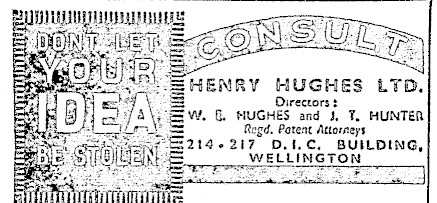 DONT LET
YOUR
IDEA
BE STOLEN
CONSULT
HENRY HUGHES LTD.
Directors:
W. E. HUGHES and J. T. HUNTER
Regd. Patent Attorneys
214-217 D.I.C. BUILDING,
WELLINGTON